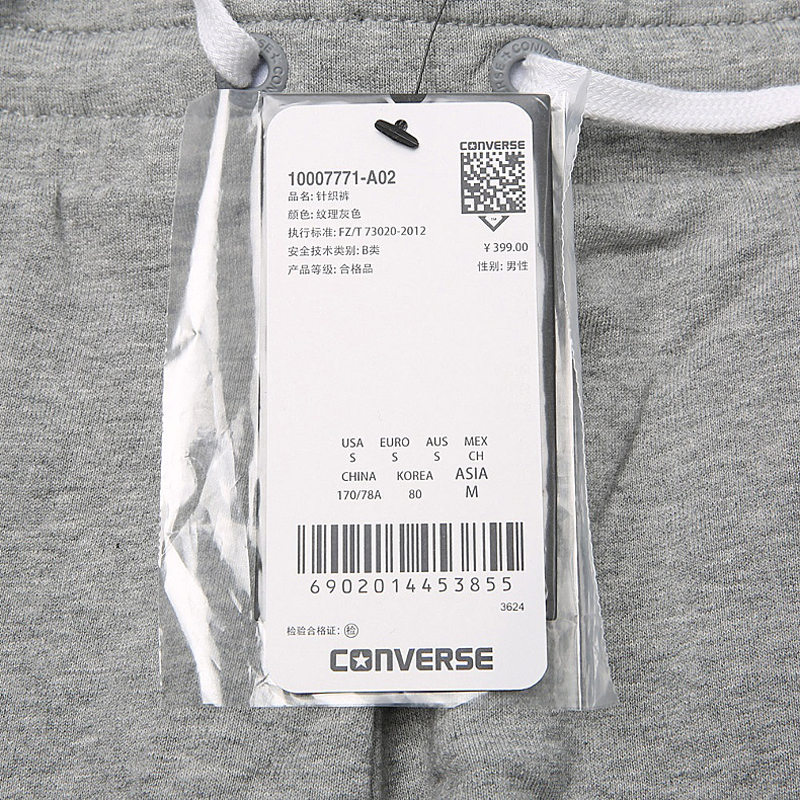 CONVERSE
10007771-A02
品名: 针织裤
颜色: 纹理灰色
执行标准: FZ/T 73020-2012
安全技术类别: B类
产品等级: 合格品
¥ 399.00
性别: 男性
USA EURO AUS MEX
S S S CH
CHINA KOREA ASIA
170/78A 80 M
6902014453855
3624
检验合格证: 检
CONVERSE